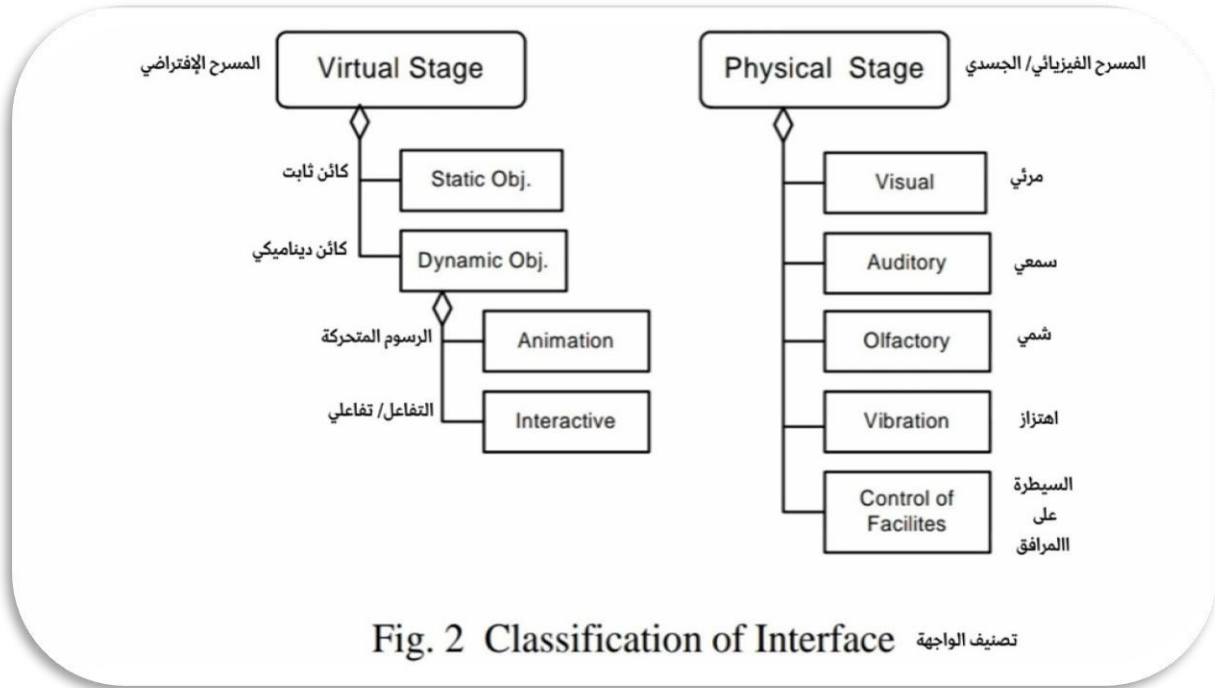 المسرح الإفتراضي
Virtual Stage
كائن ثابت
Static Obj.
كائن ديناميكي
Dynamic Obj.
الرسوم المتحركة
Animation
التفاعل/ تفاعلي
Interactive
Physical Stage
المسرح الفيزيائي/ الجسدي
Visual
مرئي
Auditory
سمعي
Olfactory
شمي
Vibration
اهتزاز
Control of
Facilites
السيطرة
على
االمرافق
Fig. 2 Classification of Interface تصنيف الواجهة